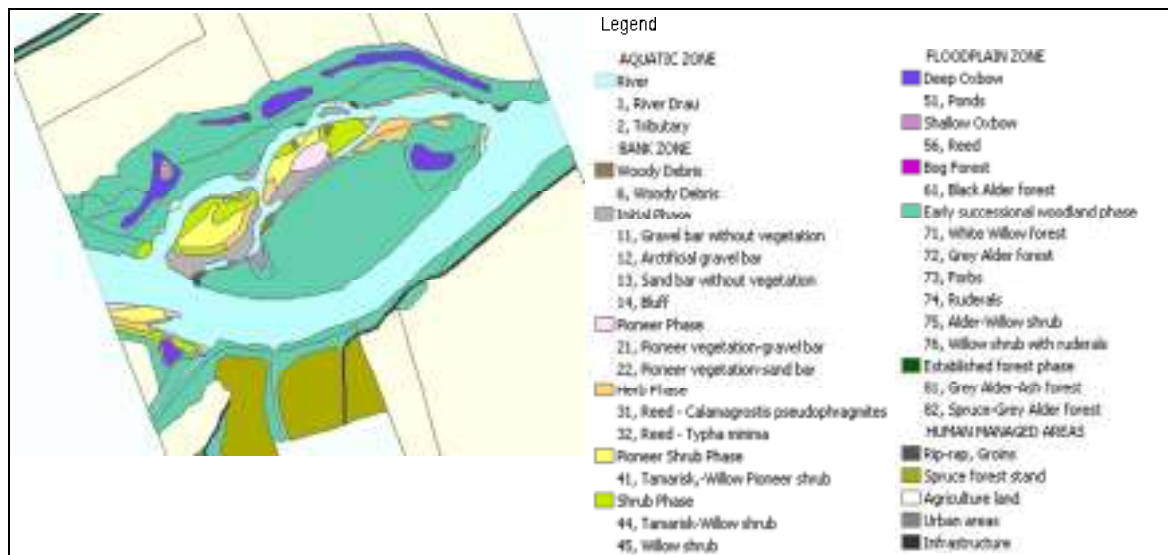 Legend
AQUATIC ZONE
River
1, River Drau
2, Tributary
BANK ZONE
Woody Debris
6, Woody Debris
Initial Phase
11, Gravel bar without vegetation
12, Arctificial gravel bar
13, Sand bar without vegetation
14, Bluff
Pioneer Phase
21, Pioneer vegetation-gravel bar
22, Pioneer vegetation-sand bar
Herb Phase
31, Reed - Calamagrostis pseudophragnites
32, Reed - Typha minima
Pioneer Shrub Phase
41, Tamarisk,-Willow Pioneer shrub
Shrub Phase
44, Tamarisk-Willow shrub
45, Willow shrub
FLOODPLAIN ZONE
Deep Oxbow
51, Ponds
Shallow Oxbow
56, Reed
Bog Forest
61, Black Alder forest
Early successional woodland phase
71, White Willow forest
72, Grey Alder forest
73, Forbs
74, Ruderals
75, Alder-Willow shrub
76, Willow shrub with ruderals
Established forest phase
81, Grey Alder-Ash forest
82, Spruce-Grey Alder forest
HUMAN MANAGED AREAS
Rip-rap, Groins
Spruce forest stand
Agriculture land
Urban areas
Infrastructure